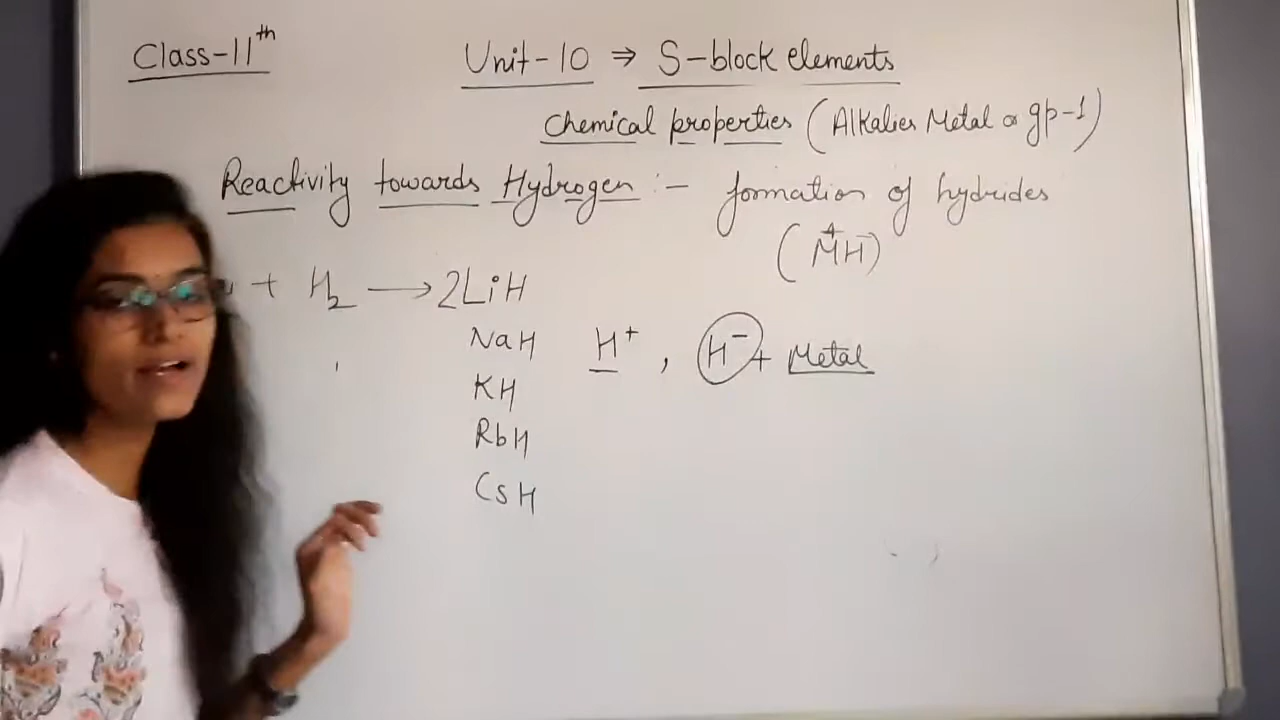 Class-11th
Unit-10 ⇒ S-block elements
Chemical properties (Alkalies Metal or gp-1)
Reactivity towards Hydrogen :- formation of hydrides
(M⁺H⁻)
+ H₂ ⟶ 2LiH
NaH H⁺ , H⁻ + Metal
KH
RbH
CsH